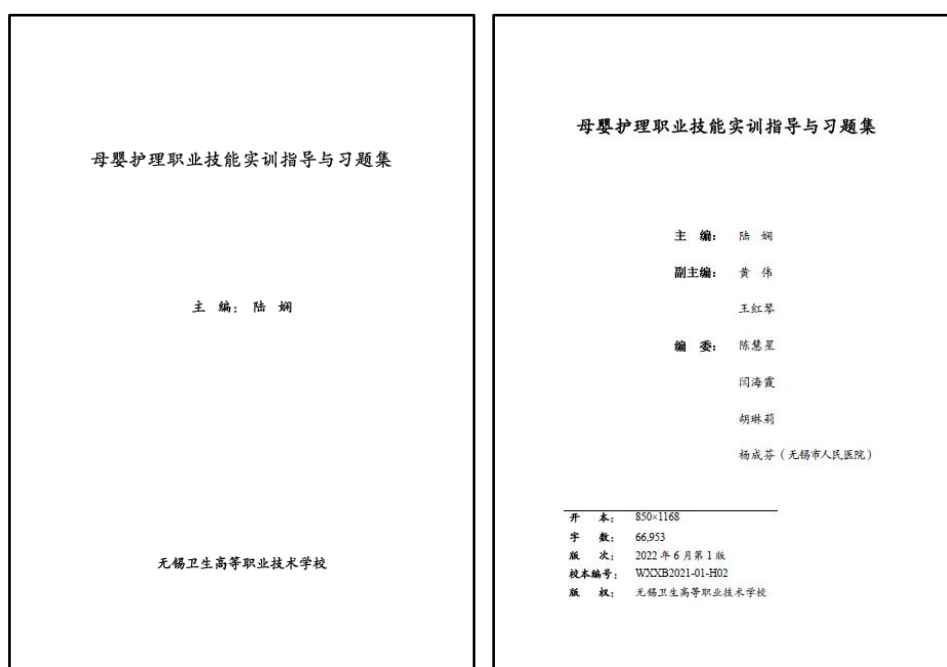 母婴护理职业技能实训指导与习题集
主 编： 陆 娴
无锡卫生高等职业技术学校
母婴护理职业技能实训指导与习题集
主 编： 陆 娴
副主编： 黄 伟
王红琴
编 委： 陈慧星
闫海霞
胡琳莉
杨成芬（无锡市人民医院）
开 本： 850×1168
字 数： 66,953
版 次： 2022 年 6 月第 1 版
校本编号： WXXB2021-01-H02
版 权： 无锡卫生高等职业技术学校